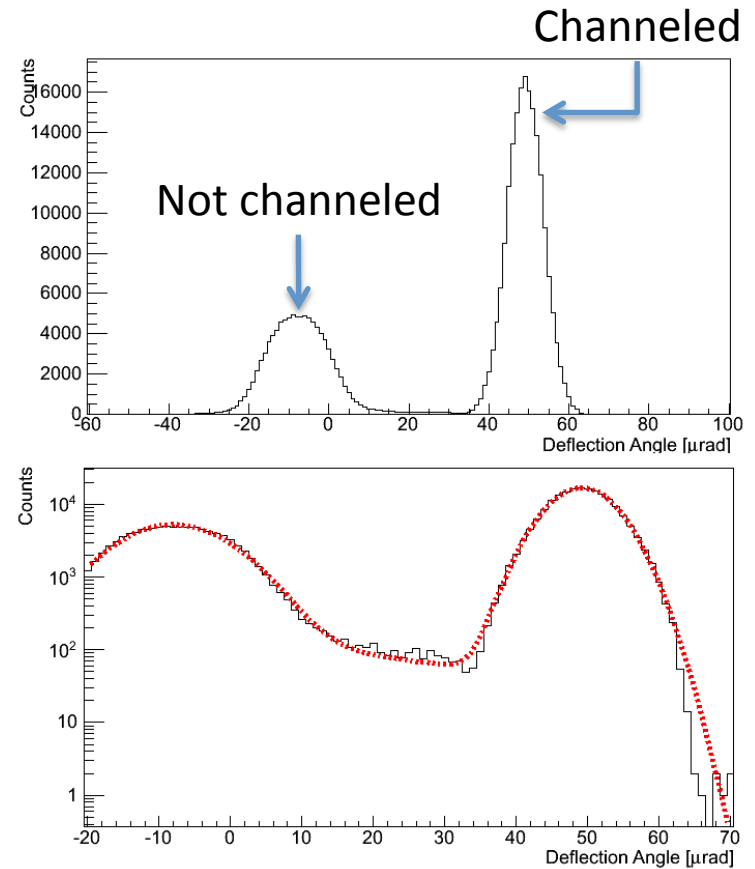 Channeled
Not channeled
Counts
16000
14000
12000
10000
8000
6000
4000
2000
0
-60 -40 -20 0 20 40 60 80 100
Deflection Angle [μrad]
Counts
10⁴
10³
10²
10
1
-20 -10 0 10 20 30 40 50 60 70
Deflection Angle [μrad]